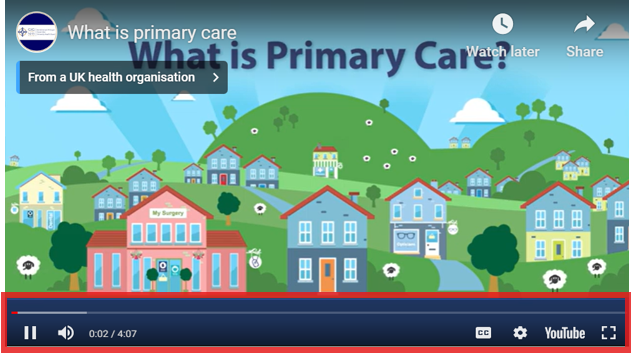 What is primary care
What is Primary Care?
Watch later
Share
From a UK health organisation
My Surgery
0:02 / 4:07
CC
YouTube